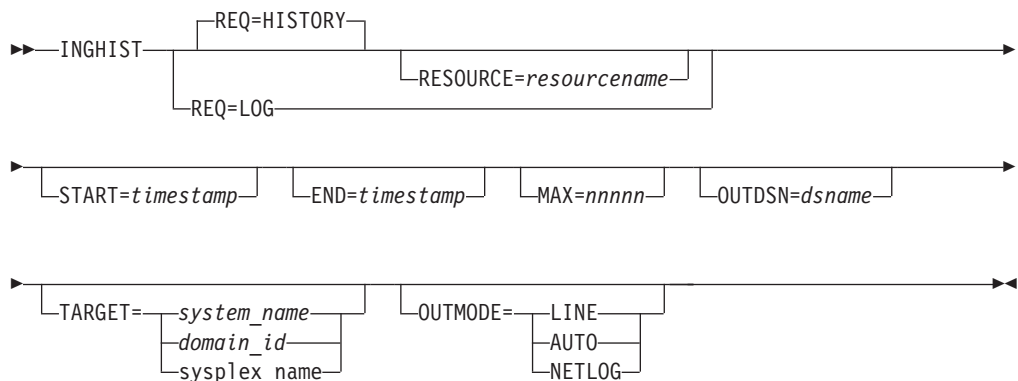 REQ=HISTORY
INGHIST
RESOURCE=resourcename
REQ=LOG
START=timestamp END=timestamp MAX=nnnnn OUTDSN=dsname
TARGET= system_name OUTMODE= LINE
domain_id AUTO
sysplex_name NETLOG